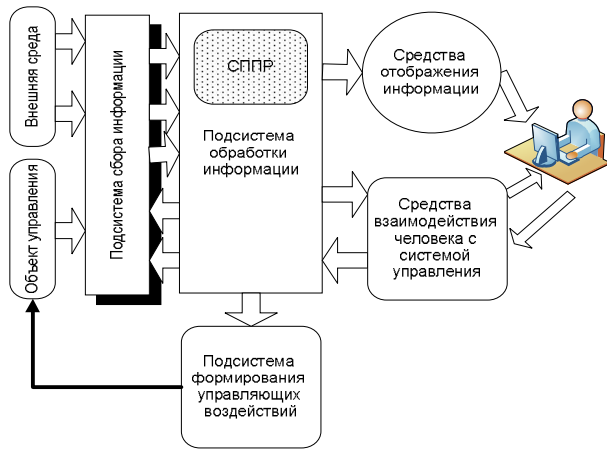 Внешняя среда
Объект управления
Подсистема сбора информации
СППР
Подсистема
обработки
информации
Средства
отображения
информации
Средства
взаимодействия
человека с
системой
управления
Подсистема
формирования
управляющих
воздействий